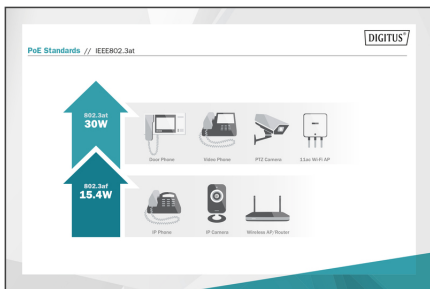 DIGITUS®
PoE Standards // IEEE802.3at
802.3at
30W
Door Phone
Video Phone
PTZ Camera
11ac Wi-Fi AP
802.3af
15.4W
IP Phone
IP Camera
Wireless AP/Router